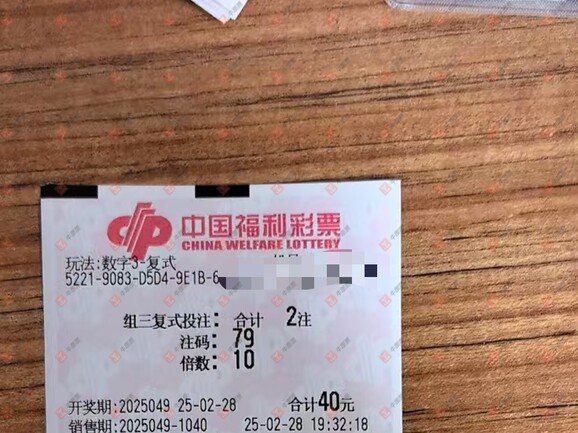 中国福利彩票
CHINA WELFARE LOTTERY
玩法:数字3-复式
5221-9083-D5D4-9E1B-6
组三复式投注: 合计 2注
注码: 79
倍数: 10
开奖期:2025049 25-02-28 合计40元
销售期:2025049-1040 25-02-28 19:32:18